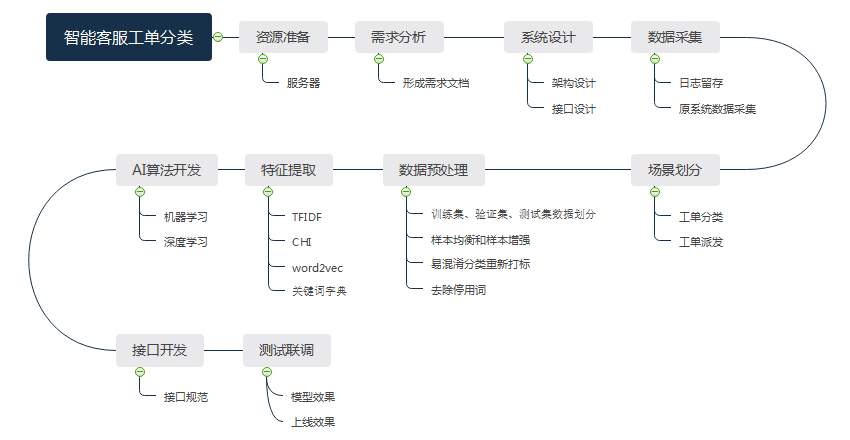 智能客服工单分类
资源准备
服务器
需求分析
形成需求文档
系统设计
架构设计
接口设计
数据采集
日志留存
原系统数据采集
场景划分
工单分类
工单派发
数据预处理
训练集、验证集、测试集数据划分
样本均衡和样本增强
易混淆分类重新打标
去除停用词
特征提取
TFIDF
CHI
word2vec
关键词字典
AI算法开发
机器学习
深度学习
接口开发
接口规范
测试联调
模型效果
上线效果